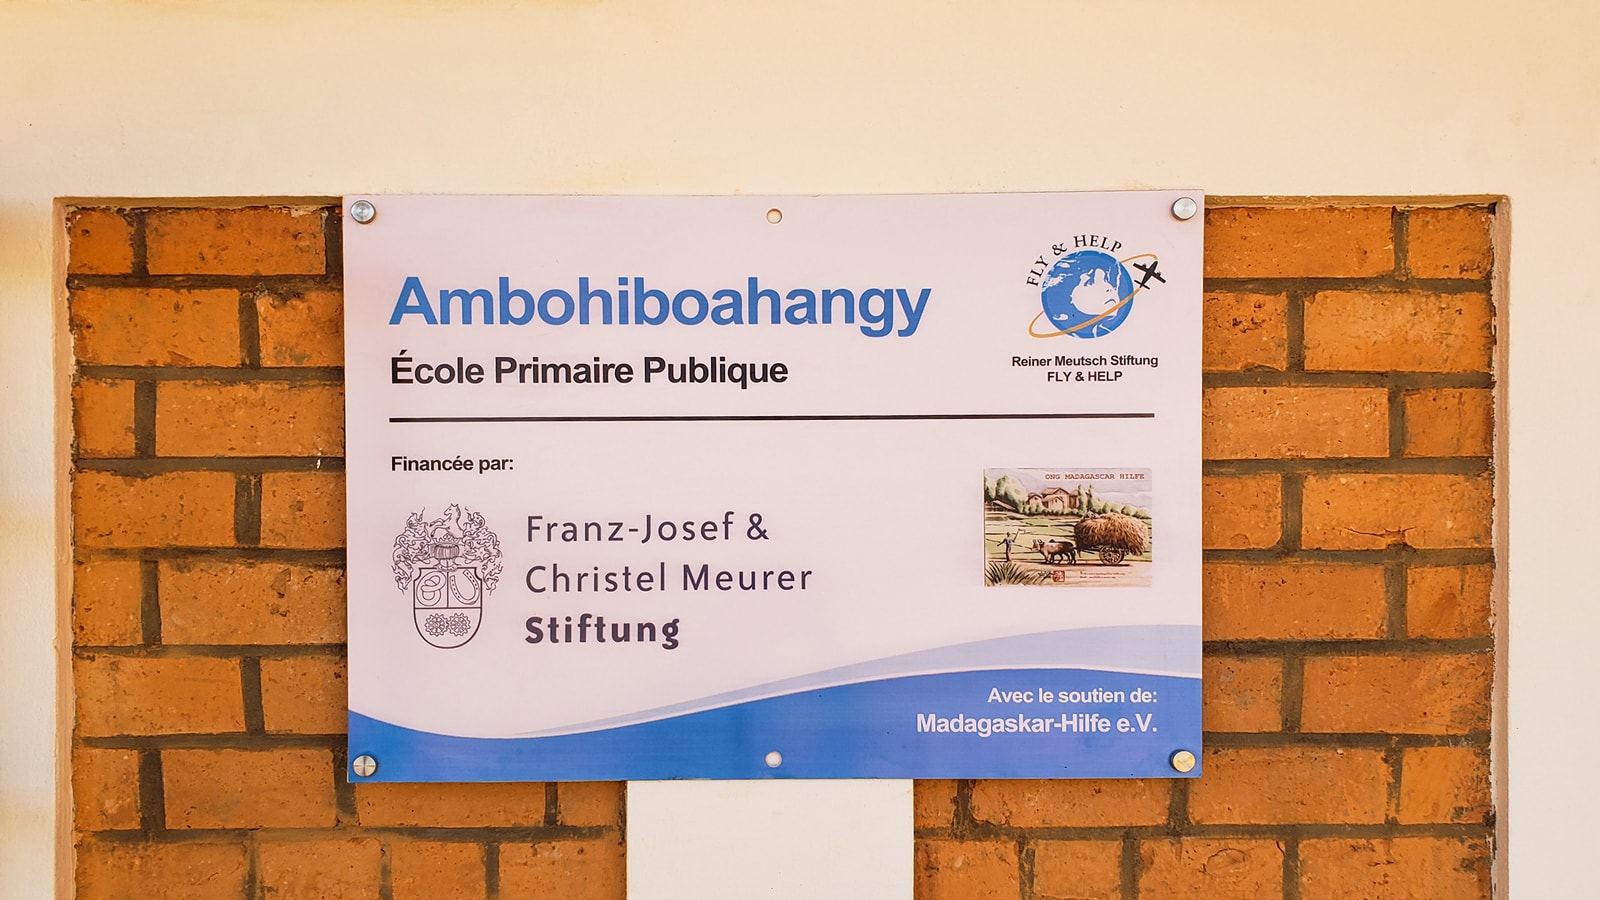 Ambohiboahangy
École Primaire Publique
FLY & HELP
Reiner Meutsch Stiftung
FLY & HELP
Financée par:
Franz-Josef &
Christel Meurer
Stiftung
ONG MADAGASCAR HILFE
Avec le soutien de:
Madagaskar-Hilfe e.V.